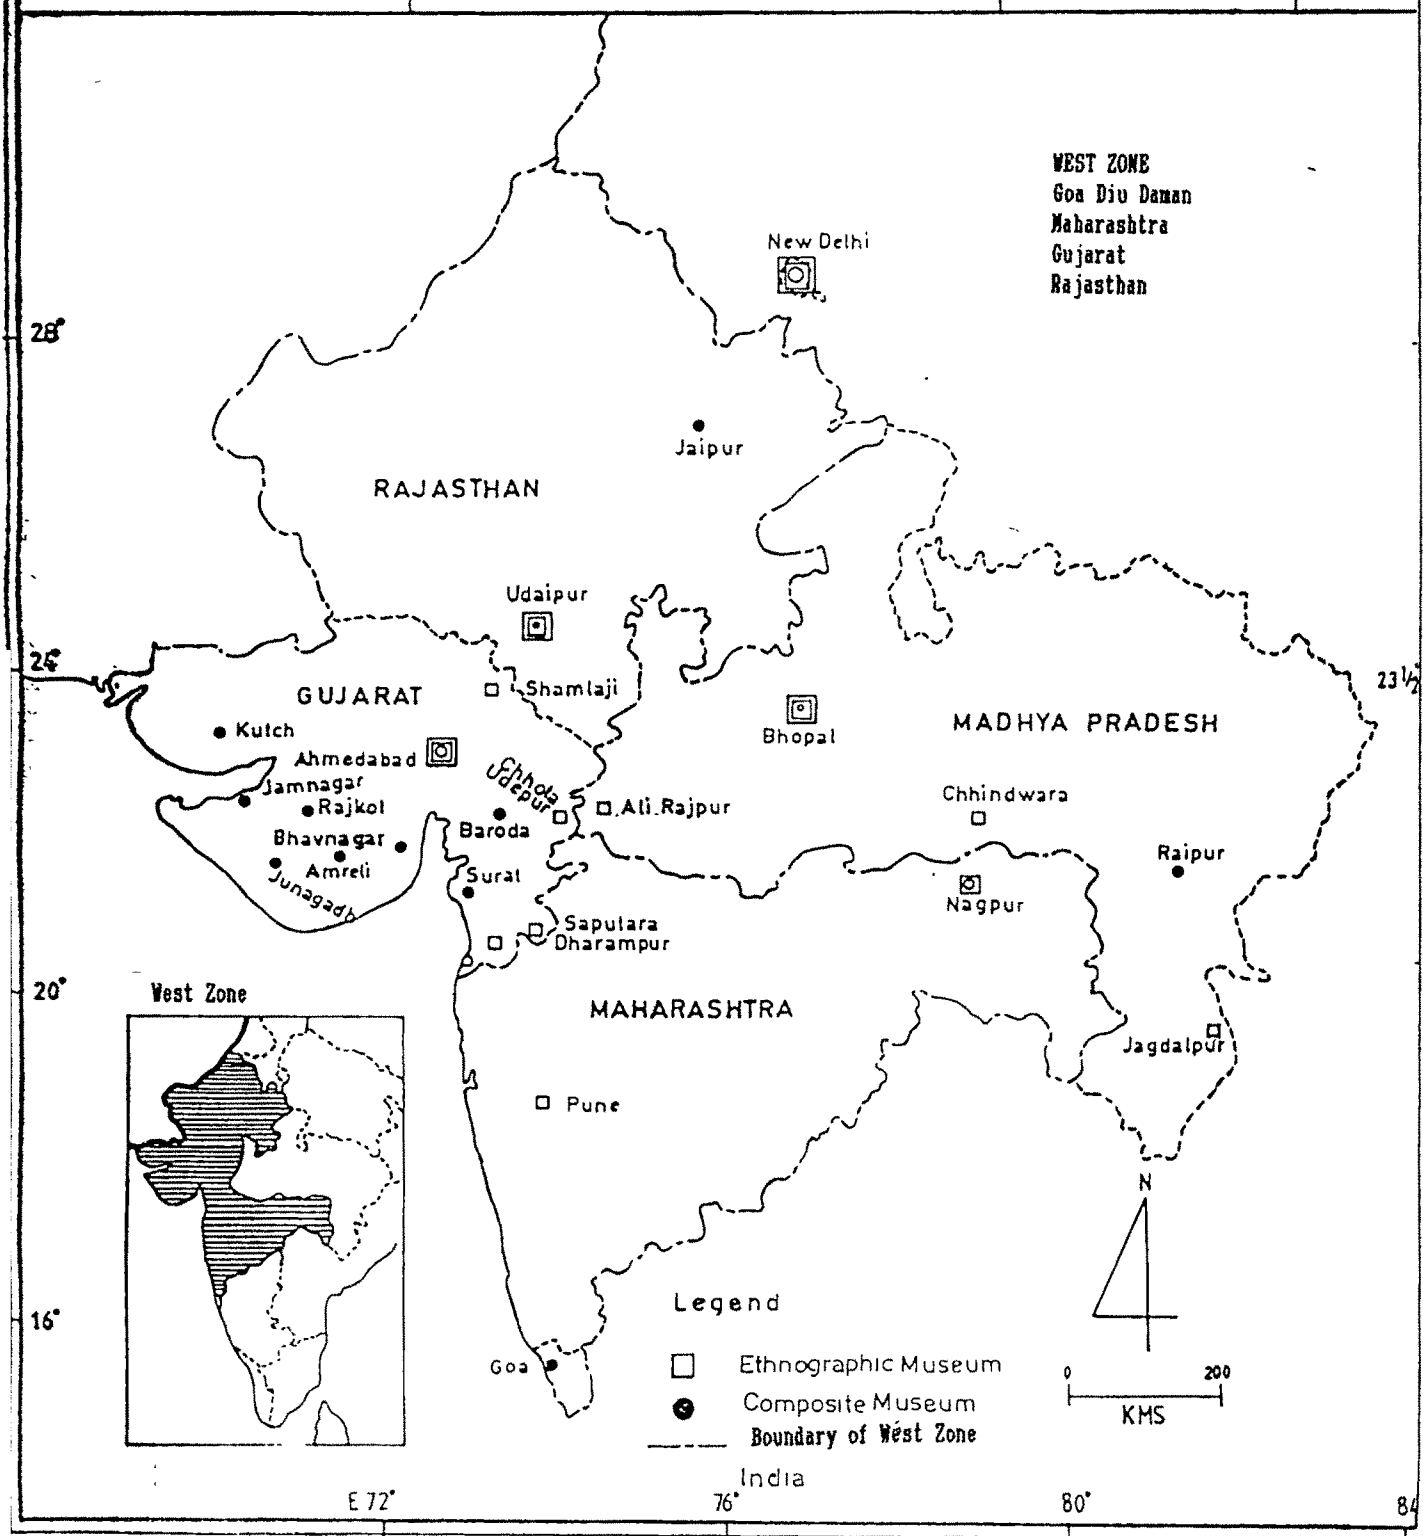 WEST ZONE
Goa Diu Daman
Maharashtra
Gujarat
Rajasthan
New Delhi
28°
Jaipur
RAJASTHAN
Udaipur
24°
23 1/2°
Shamlaji
GUJARAT
MADHYA PRADESH
Kutch
Bhopal
Ahmedabad
Chhota
Udepur
Jamnagar
Rajkot
Ali Rajpur
Chhindwara
Baroda
Bhavnagar
Raipur
Amreli
Junagadh
Surat
Nagpur
Saputara
Dharampur
20°
West Zone
MAHARASHTRA
Jagdalpur
Pune
N
16°
Legend
Goa
Ethnographic Museum
Composite Museum
Boundary of West Zone
India
0 200
KMS
E 72°
76°
80°
84